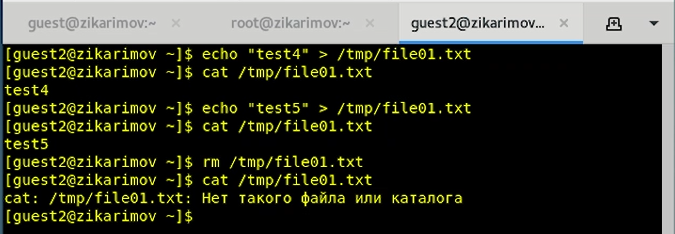 guest@zikarimov:~ × root@zikarimov:~ × guest2@zikarimov... ×
[guest2@zikarimov ~]$ echo "test4" > /tmp/file01.txt
[guest2@zikarimov ~]$ cat /tmp/file01.txt
test4
[guest2@zikarimov ~]$ echo "test5" > /tmp/file01.txt
[guest2@zikarimov ~]$ cat /tmp/file01.txt
test5
[guest2@zikarimov ~]$ rm /tmp/file01.txt
[guest2@zikarimov ~]$ cat /tmp/file01.txt
cat: /tmp/file01.txt: Нет такого файла или каталога
[guest2@zikarimov ~]$